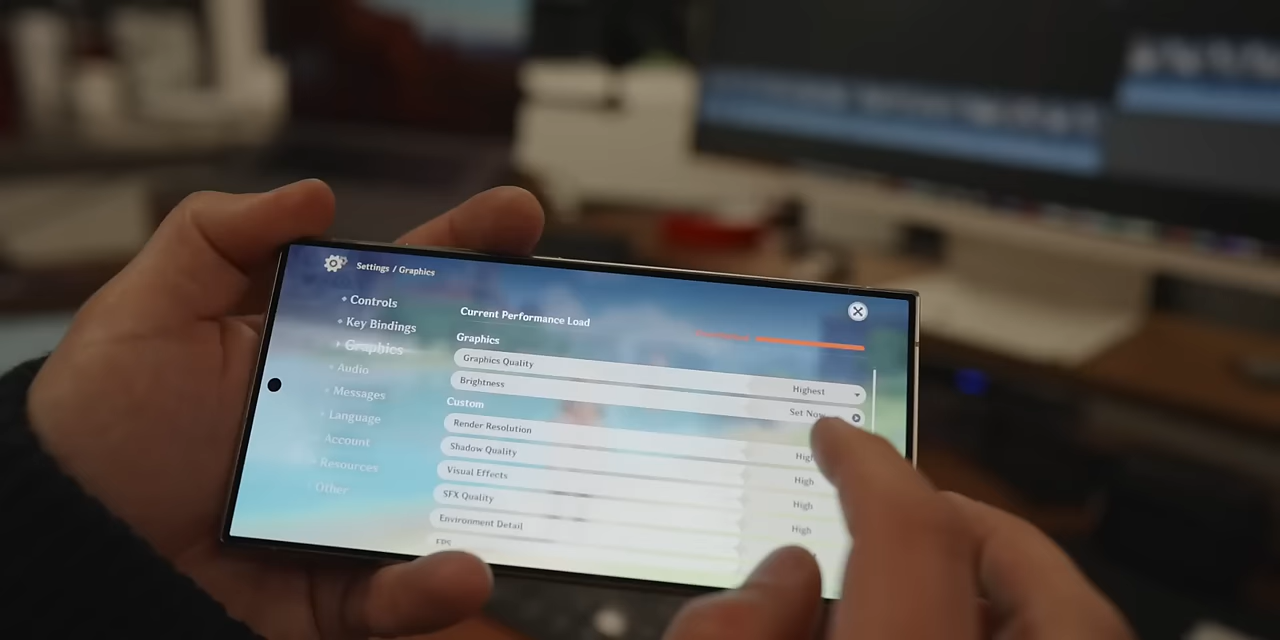 Settings / Graphics
Controls
Key Bindings
Graphics
Audio
Messages
Language
Account
Resources
Other
Current Performance Load
Graphics
Graphics Quality Highest
Brightness Set Now
Custom
Render Resolution High
Shadow Quality High
Visual Effects High
SFX Quality High
Environment Detail
FPS